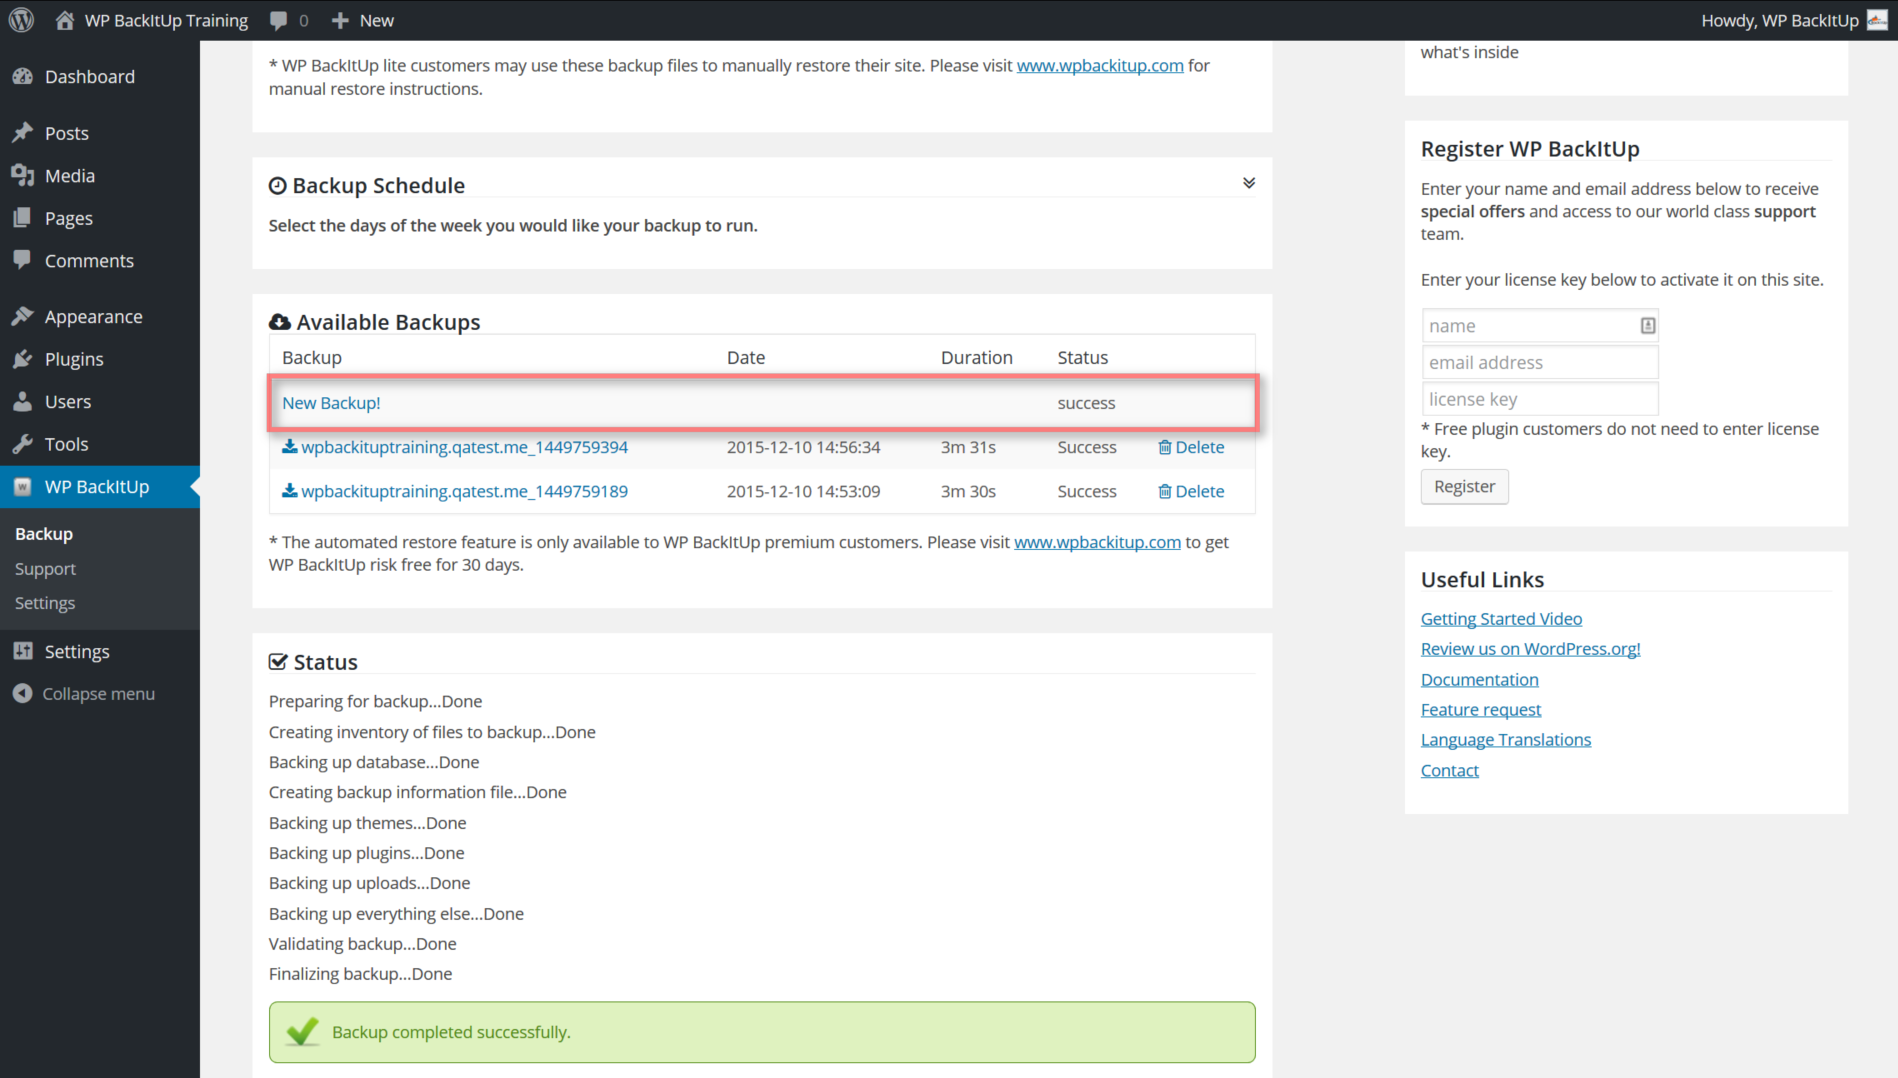 WP BackItUp Training 0 New Howdy, WP BackItUp
Dashboard
Posts
Media
Pages
Comments
Appearance
Plugins
Users
Tools
WP BackItUp
Backup
Support
Settings
Settings
Collapse menu
* WP BackItUp lite customers may use these backup files to manually restore their site. Please visit www.wpbackitup.com for
manual restore instructions.
Backup Schedule
Select the days of the week you would like your backup to run.
Available Backups
Backup Date Duration Status
New Backup! success
wpbackituptraining.qatest.me_1449759394 2015-12-10 14:56:34 3m 31s Success Delete
wpbackituptraining.qatest.me_1449759189 2015-12-10 14:53:09 3m 30s Success Delete
* The automated restore feature is only available to WP BackItUp premium customers. Please visit www.wpbackitup.com to get
WP BackItUp risk free for 30 days.
Status
Preparing for backup...Done
Creating inventory of files to backup...Done
Backing up database...Done
Creating backup information file...Done
Backing up themes...Done
Backing up plugins...Done
Backing up uploads...Done
Backing up everything else...Done
Validating backup...Done
Finalizing backup...Done
Backup completed successfully.
what's inside
Register WP BackItUp
Enter your name and email address below to receive
special offers and access to our world class support
team.
Enter your license key below to activate it on this site.
name
email address
license key
* Free plugin customers do not need to enter license
key.
Register
Useful Links
Getting Started Video
Review us on WordPress.org!
Documentation
Feature request
Language Translations
Contact